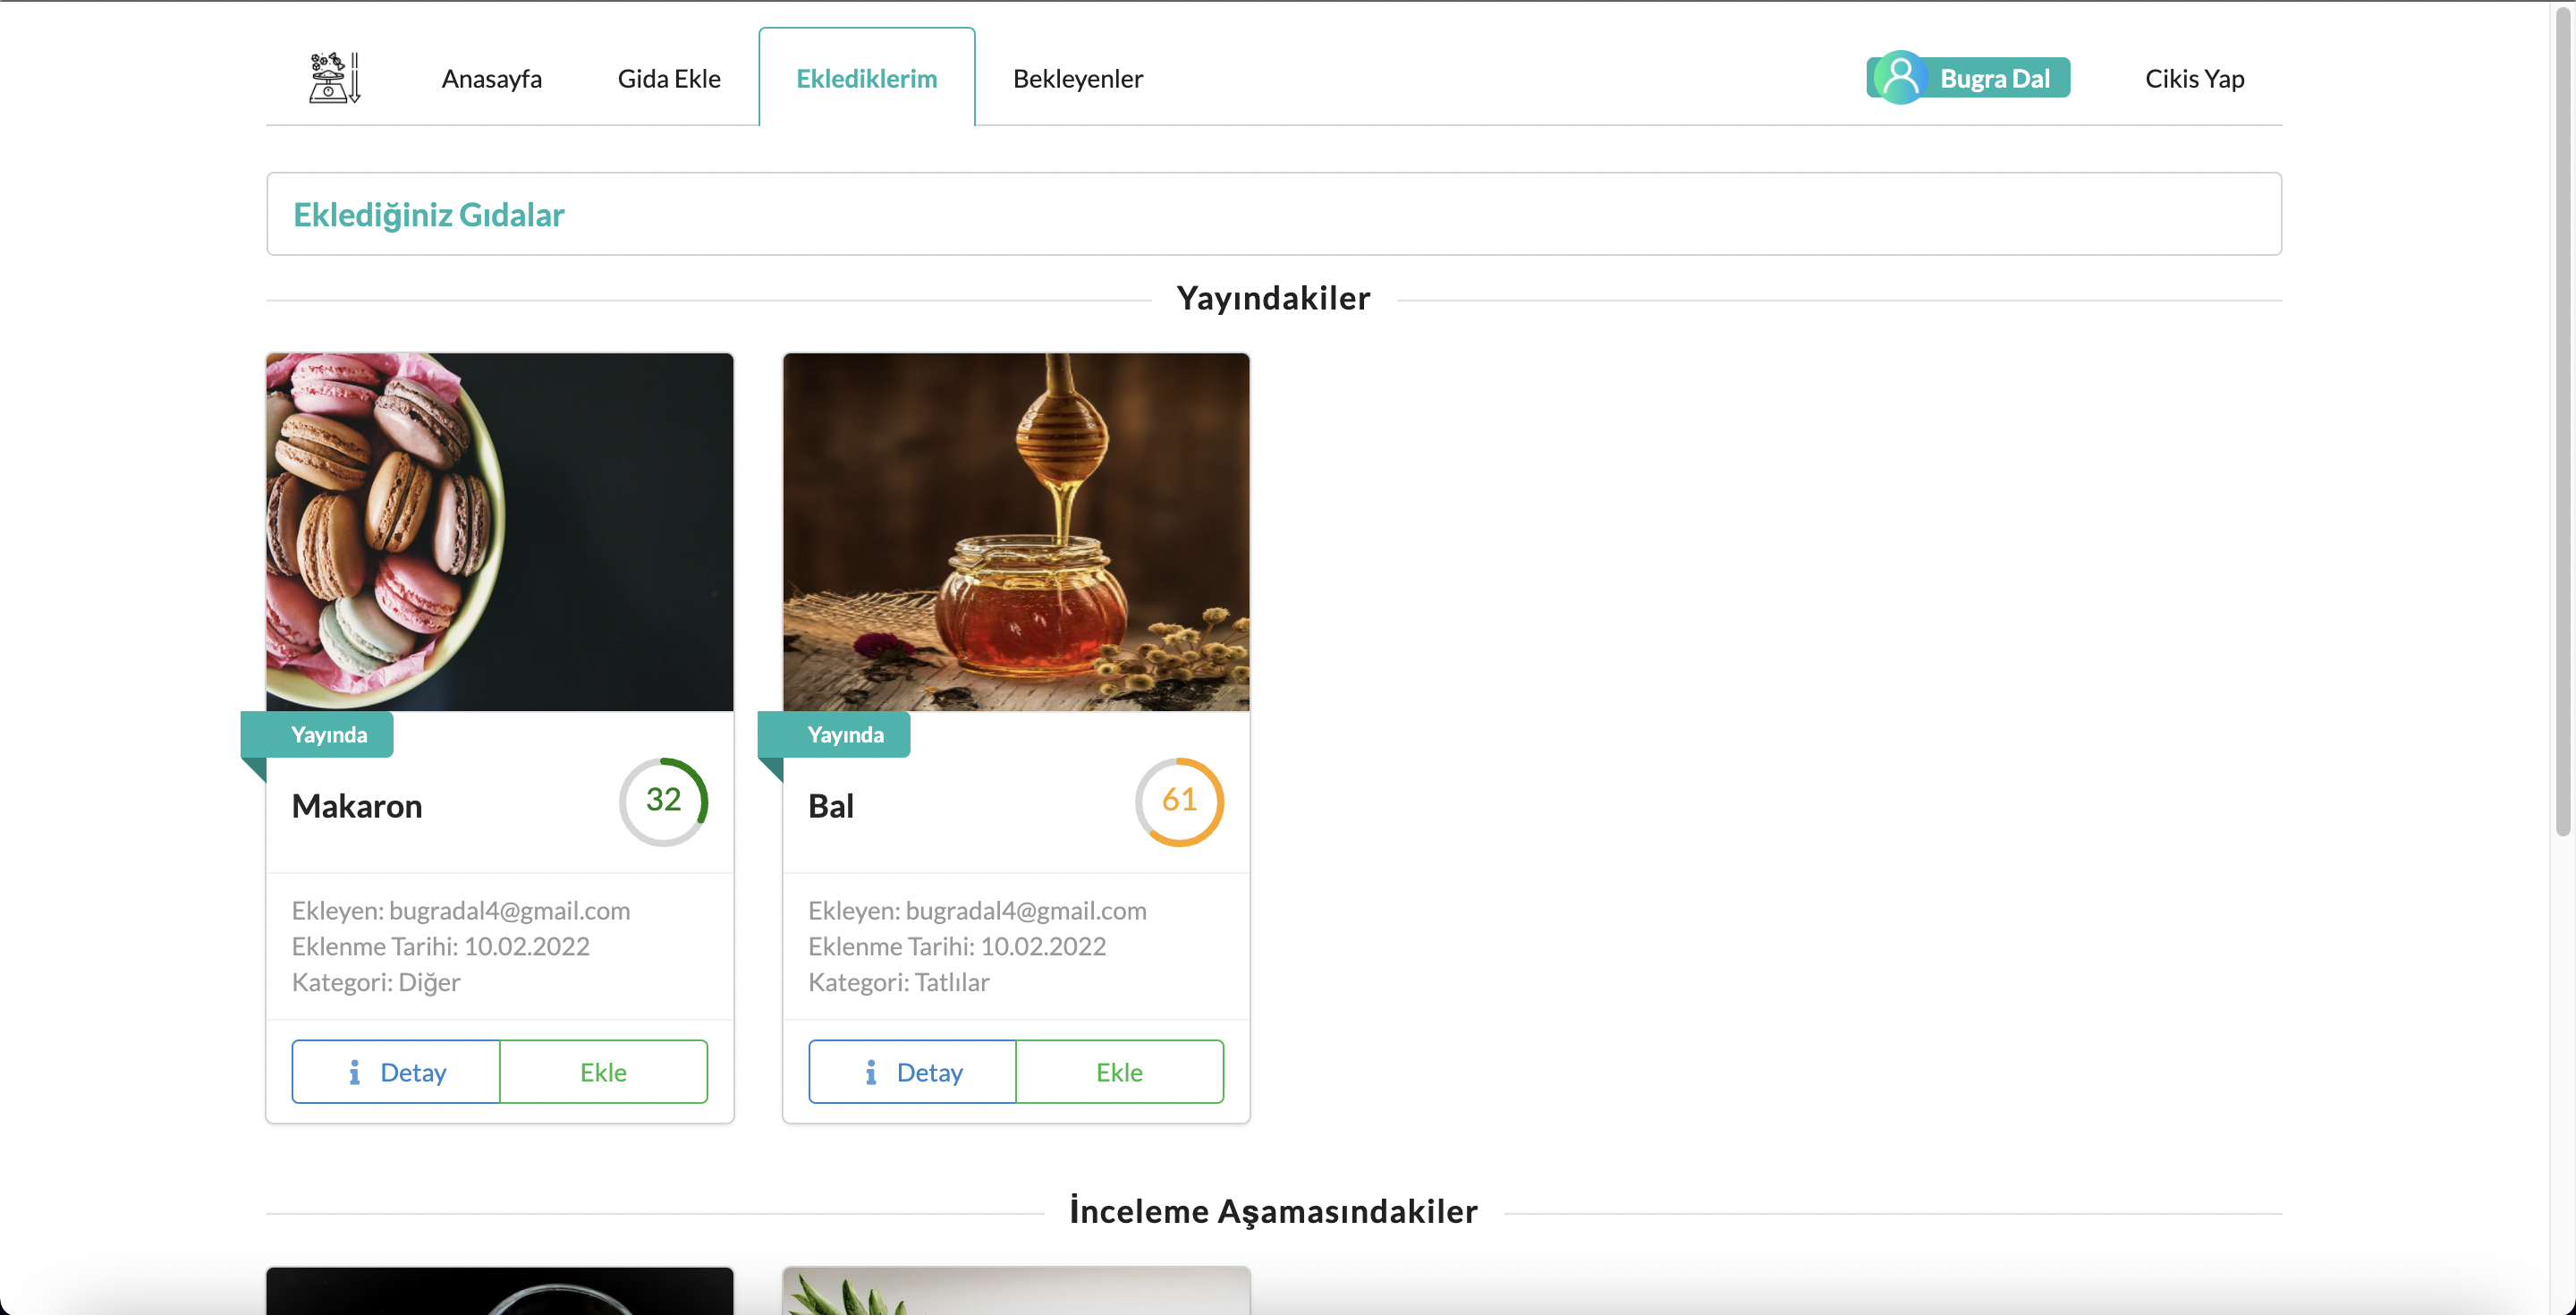 Anasayfa
Gida Ekle
Eklediklerim
Bekleyenler
Bugra Dal
Cikis Yap
Eklediğiniz Gıdalar
Yayındakiler
Yayında
Makaron
32
Ekleyen: bugradal4@gmail.com
Eklenme Tarihi: 10.02.2022
Kategori: Diğer
Detay
Ekle
Yayında
Bal
61
Ekleyen: bugradal4@gmail.com
Eklenme Tarihi: 10.02.2022
Kategori: Tatlılar
Detay
Ekle
İnceleme Aşamasındakiler